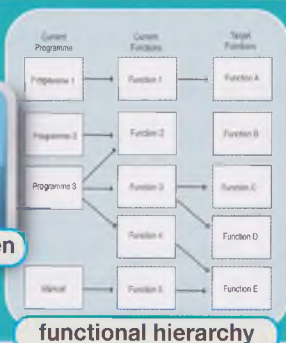 Current Current Target
Programme Functions Functions
Programme 1 Function 1 Function A
Programme 2 Function 2 Function B
Programme 3 Function 3 Function C
Function 4 Function D
Manual Function 5 Function E
en
functional hierarchy